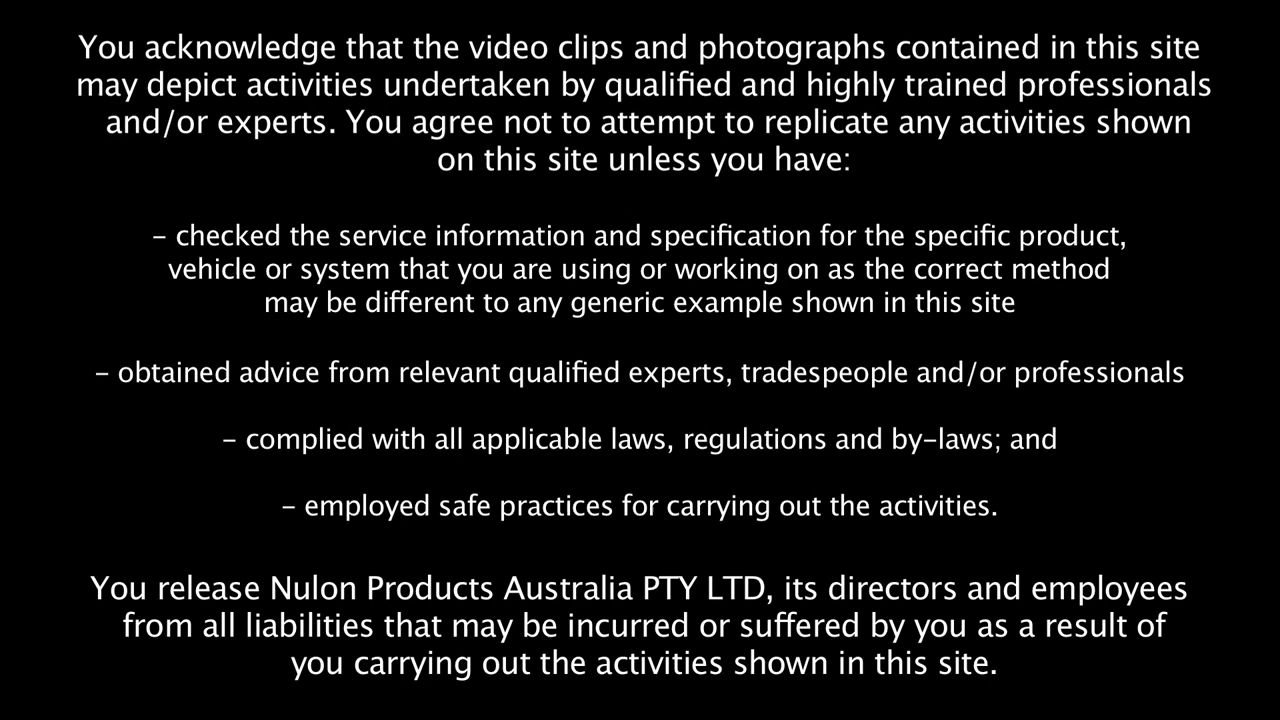 You acknowledge that the video clips and photographs contained in this site
may depict activities undertaken by qualified and highly trained professionals
and/or experts. You agree not to attempt to replicate any activities shown
on this site unless you have:
– checked the service information and specification for the specific product,
vehicle or system that you are using or working on as the correct method
may be different to any generic example shown in this site
– obtained advice from relevant qualified experts, tradespeople and/or professionals
– complied with all applicable laws, regulations and by–laws; and
– employed safe practices for carrying out the activities.
You release Nulon Products Australia PTY LTD, its directors and employees
from all liabilities that may be incurred or suffered by you as a result of
you carrying out the activities shown in this site.